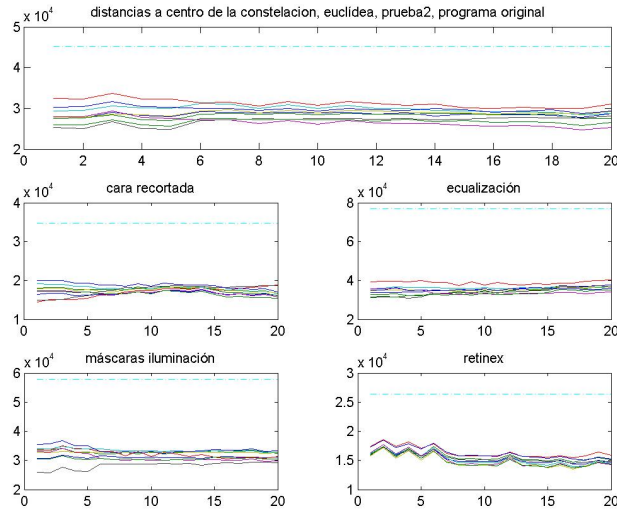 distancias a centro de la constelacion, euclídea, prueba2, programa original
x 10^4
5
4
3
2
2 4 6 8 10 12 14 16 18 20
cara recortada
x 10^4
4
3
2
1
0 5 10 15 20
ecualización
x 10^4
8
6
4
2
0 5 10 15 20
máscaras iluminación
x 10^4
6
5
4
3
2
0 5 10 15 20
retinex
x 10^4
3
2.5
2
1.5
1
0 5 10 15 20